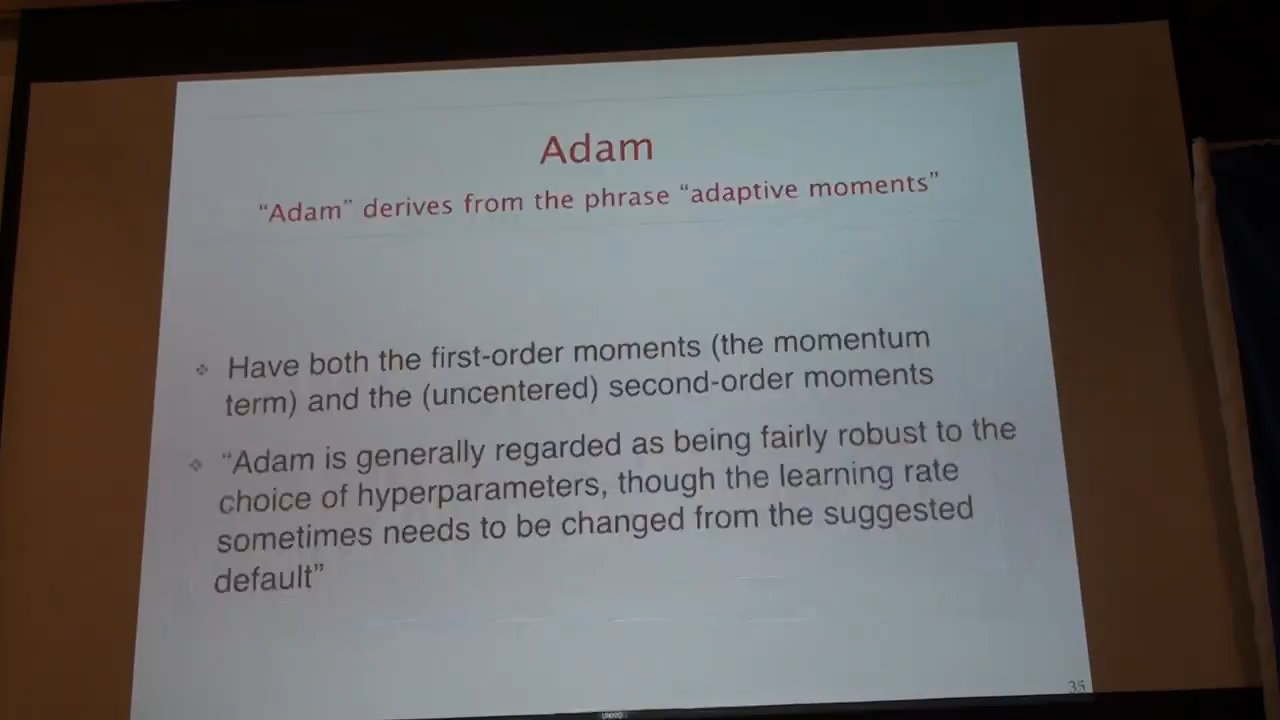 Adam
“Adam” derives from the phrase “adaptive moments”
Have both the first-order moments (the momentum
term) and the (uncentered) second-order moments
“Adam is generally regarded as being fairly robust to the
choice of hyperparameters, though the learning rate
sometimes needs to be changed from the suggested
default”
35